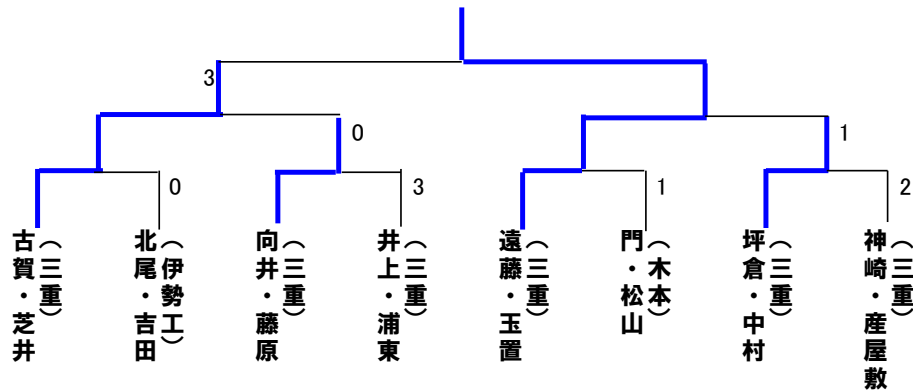 3
0
1
0
3
1
2
古賀・芝井
（三重）
北尾・吉田
（伊勢工）
向井・藤原
（三重）
井上・浦東
（三重）
遠藤・玉置
（三重）
門・松山
（木本）
坪倉・中村
（三重）
神崎・産屋敷
（三重）